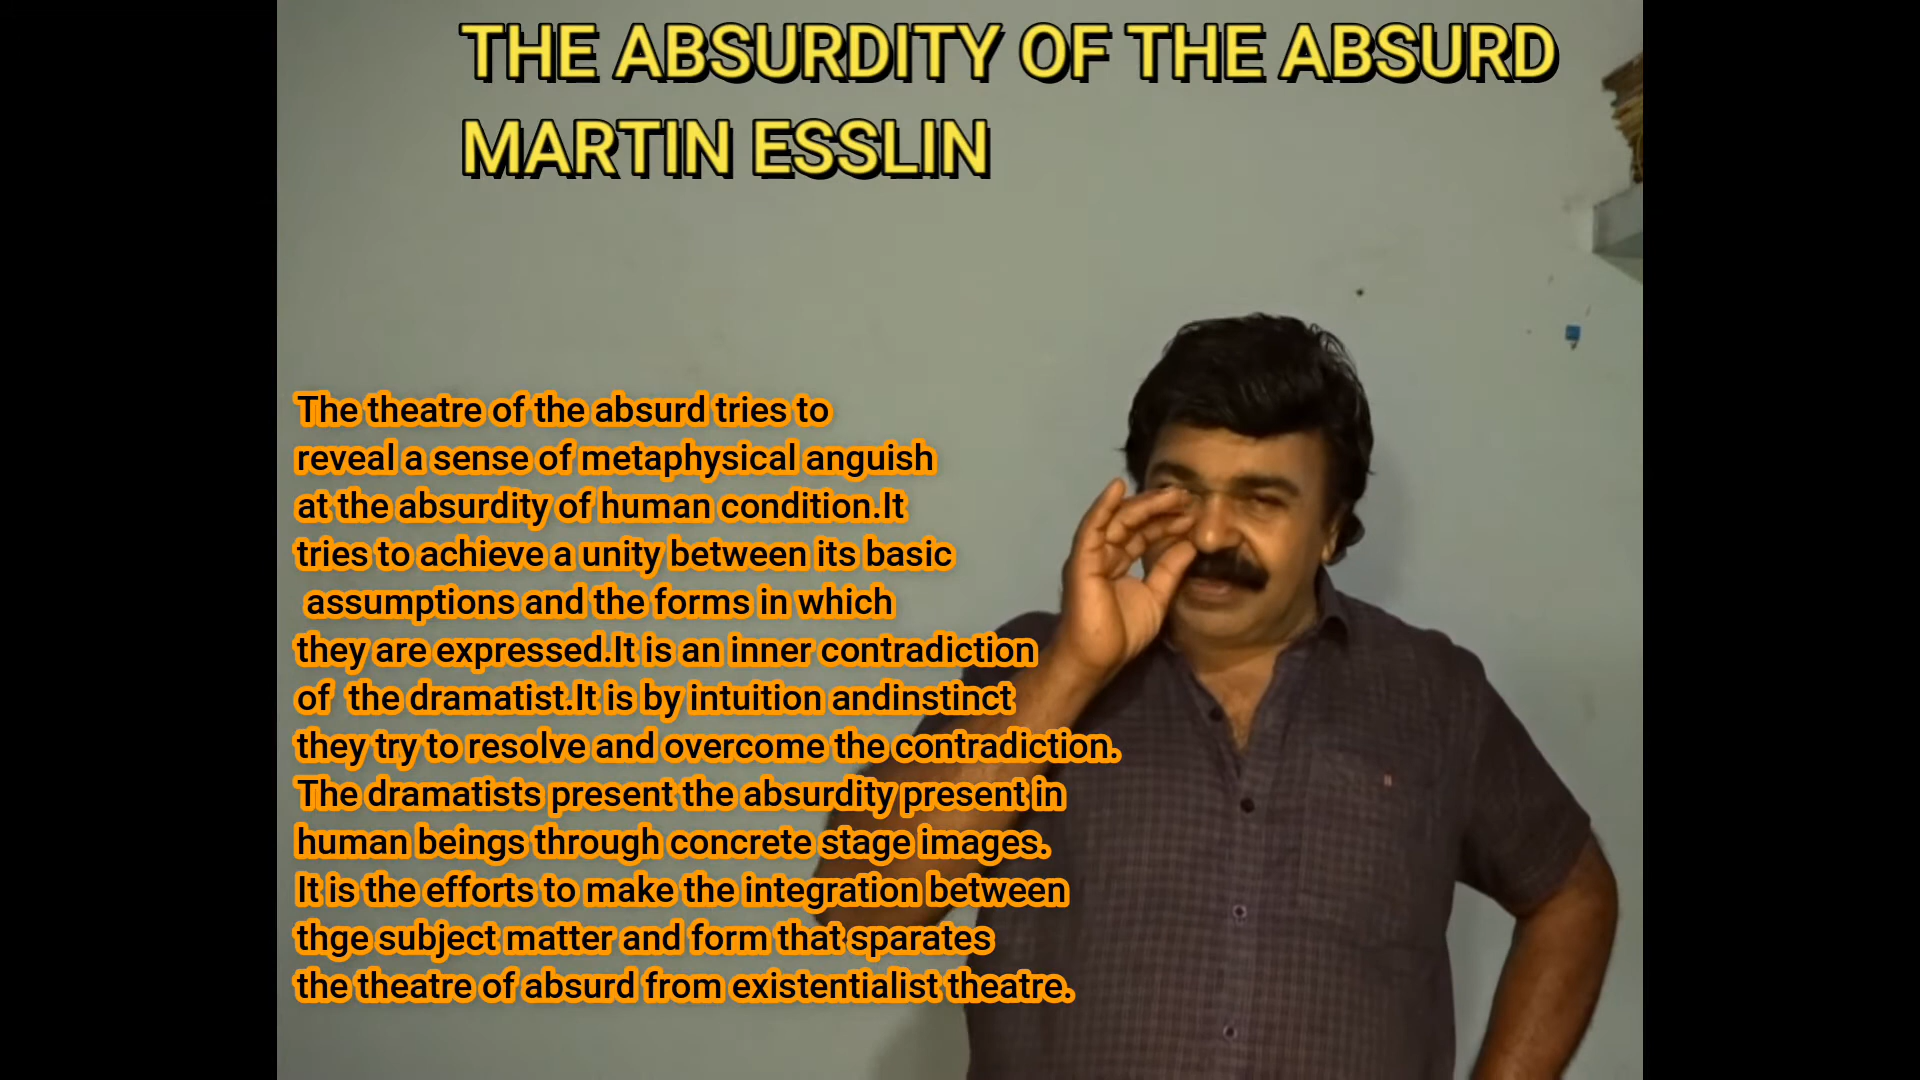 THE ABSURDITY OF THE ABSURD
MARTIN ESSLIN
The theatre of the absurd tries to
reveal a sense of metaphysical anguish
at the absurdity of human condition.It
tries to achieve a unity between its basic
assumptions and the forms in which
they are expressed.It is an inner contradiction
of the dramatist.It is by intuition andinstinct
they try to resolve and overcome the contradiction.
The dramatists present the absurdity present in
human beings through concrete stage images.
It is the efforts to make the integration between
thge subject matter and form that sparates
the theatre of absurd from existentialist theatre.